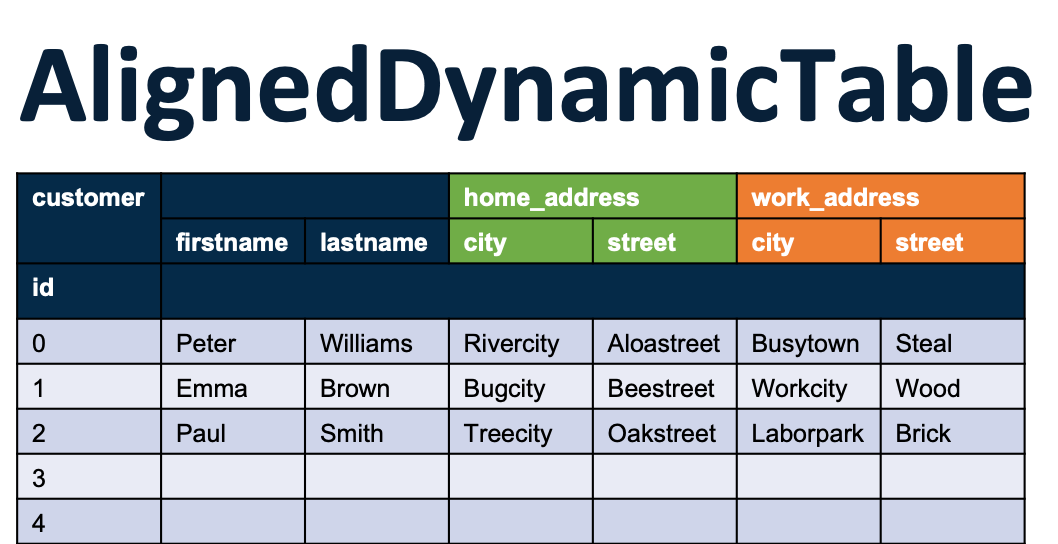 AlignedDynamicTable
customer home_address work_address
firstname lastname city street city street
id
0 Peter Williams Rivercity Aloastreet Busytown Steal
1 Emma Brown Bugcity Beestreet Workcity Wood
2 Paul Smith Treecity Oakstreet Laborpark Brick
3
4